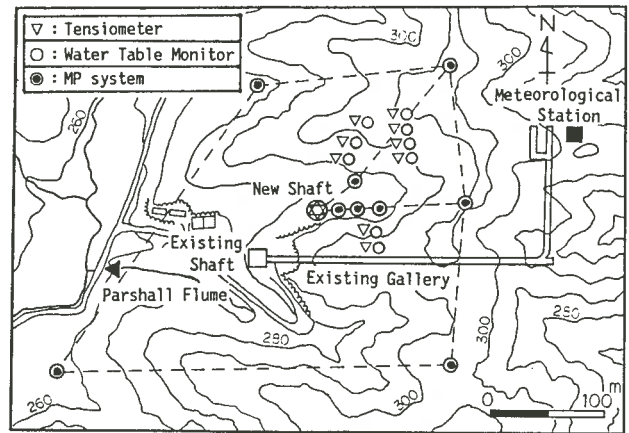 ▽ : Tensiometer
○ : Water Table Monitor
◉ : MP system
300
300
N
Meteorological
Station
260
New Shaft
Existing
Shaft
Existing Gallery
Parshall Flume
280
280
300
260
300
0 100 m